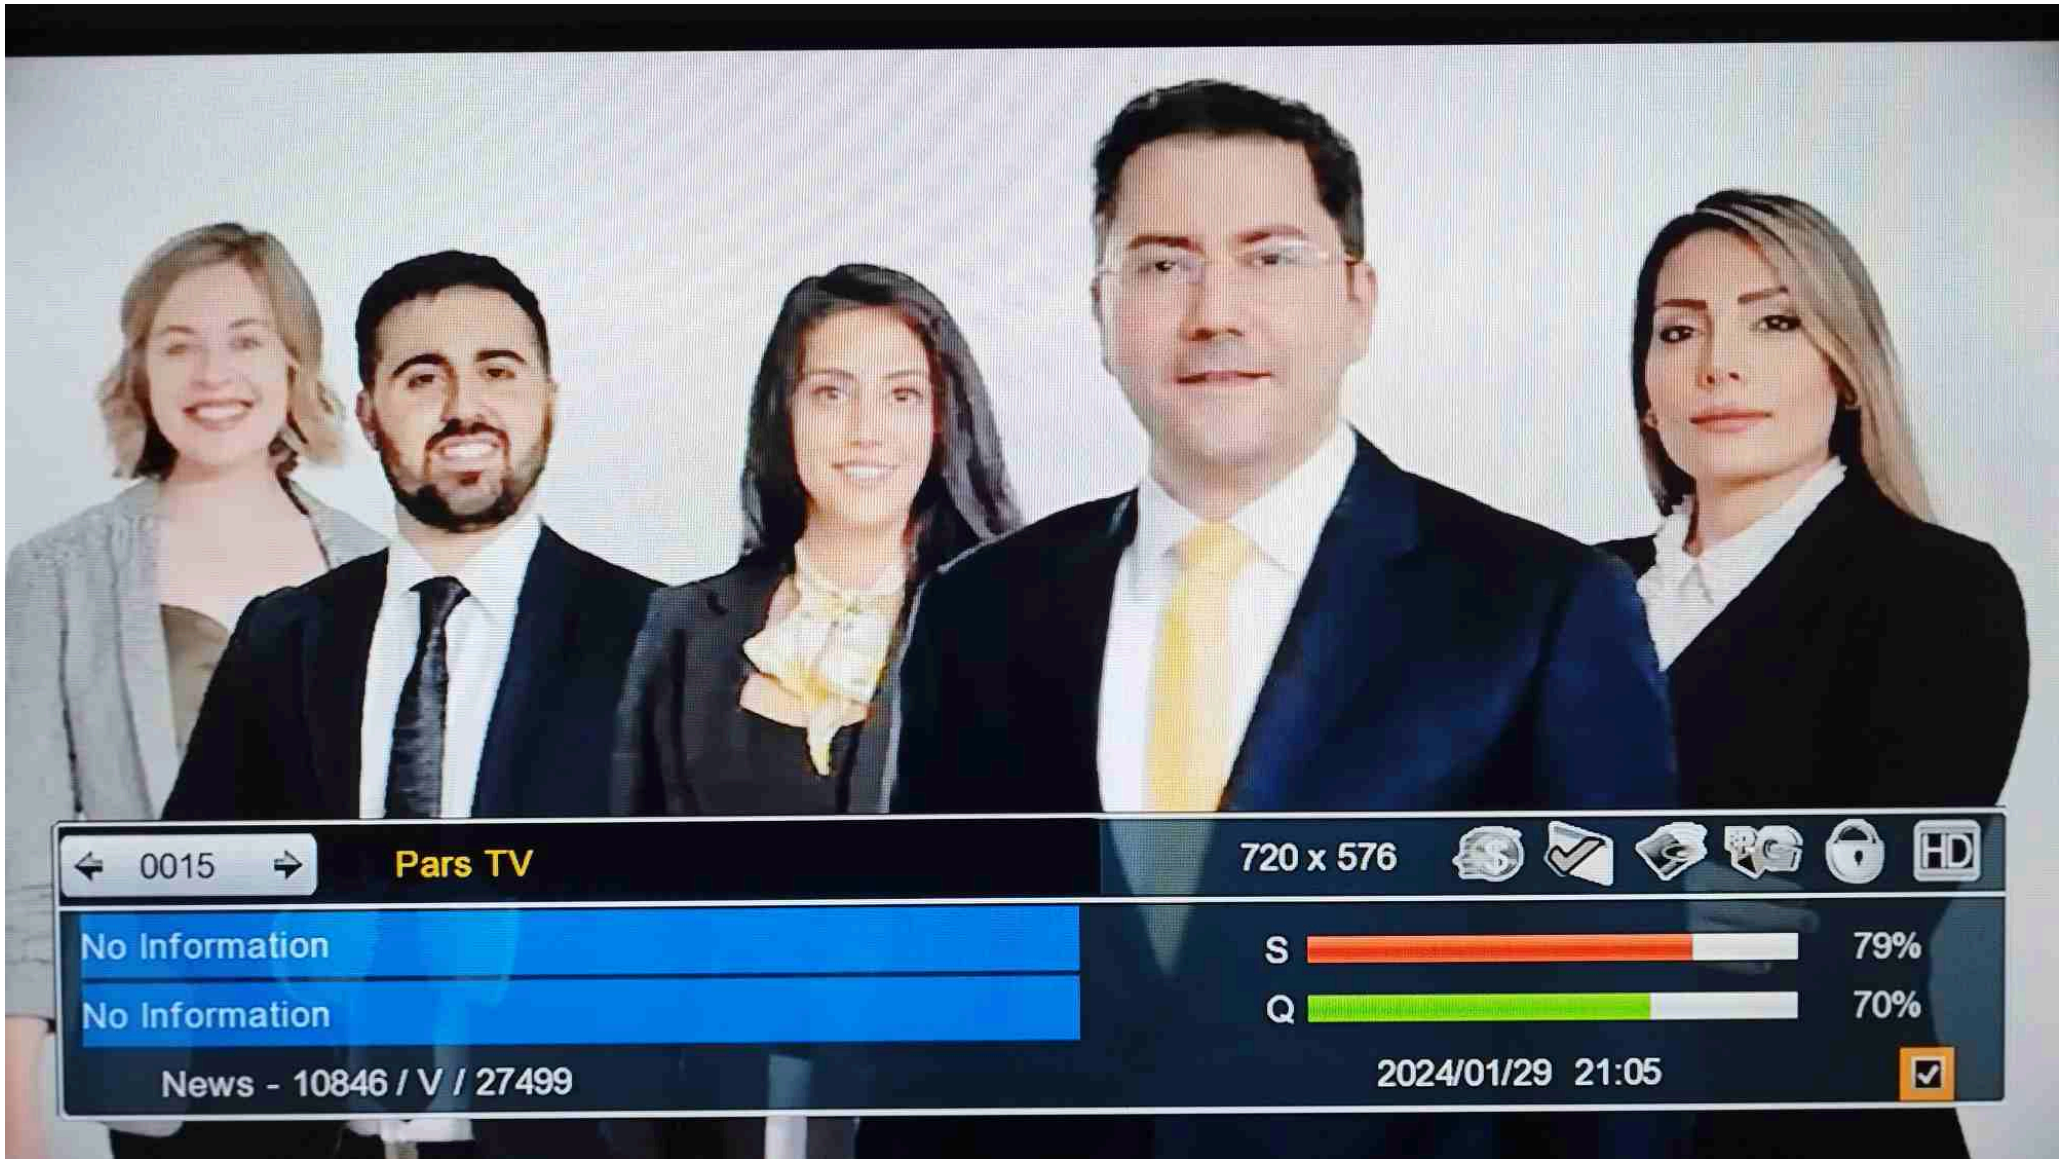 0015 Pars TV 720 x 576 HD
No Information
S 79%
No Information
Q 70%
News - 10846 / V / 27499 2024/01/29 21:05